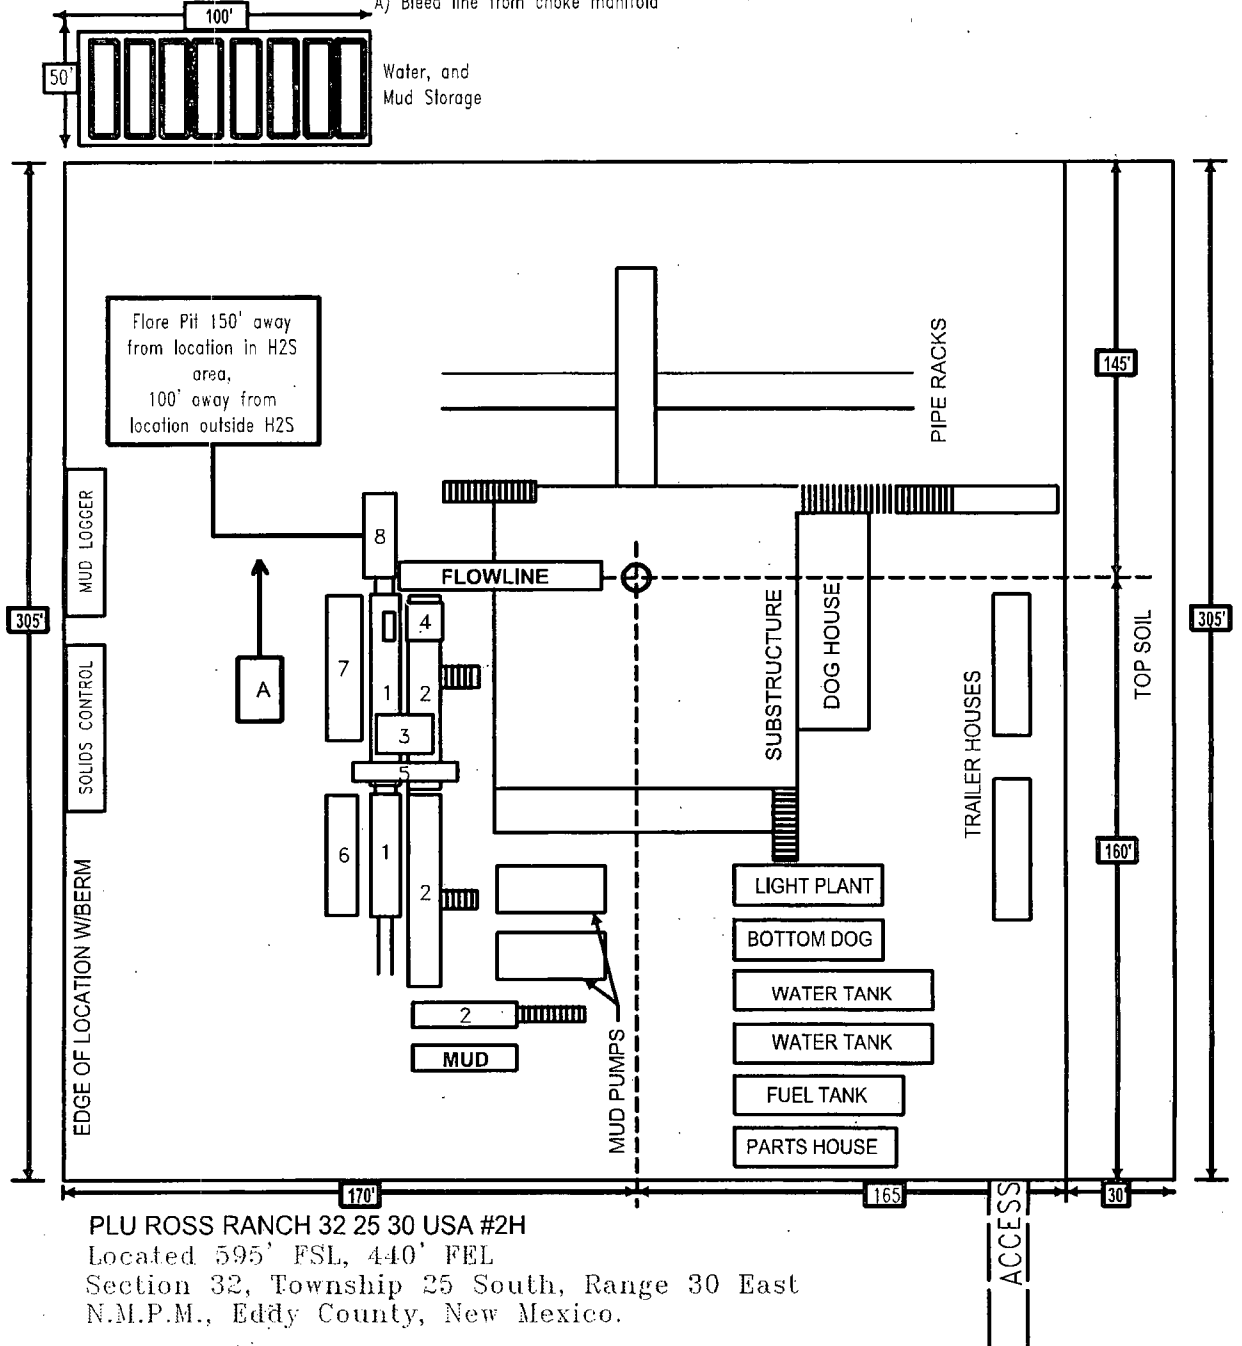 A) Bleed line from choke manifold
100'
50'
Water, and
Mud Storage
Flare Pit 150' away
from location in H2S
area,
100' away from
location outside H2S
PIPE RACKS
145'
MUD LOGGER
8
FLOWLINE
305'
305'
4
7
1
2
A
3
5
SOLIDS CONTROL
SUBSTRUCTURE
DOG HOUSE
TRAILER HOUSES
TOP SOIL
6
1
2
160'
EDGE OF LOCATION W/BERM
LIGHT PLANT
BOTTOM DOG
WATER TANK
2
WATER TANK
MUD
MUD PUMPS
FUEL TANK
PARTS HOUSE
170'
165
30'
ACCESS
PLU ROSS RANCH 32 25 30 USA #2H
Located 595' FSL, 440' FEL
Section 32, Township 25 South, Range 30 East
N.M.P.M., Eddy County, New Mexico.